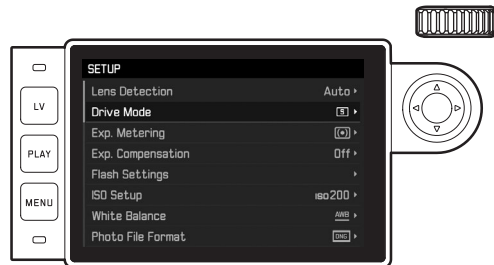 SETUP
Lens Detection Auto
Drive Mode S
Exp. Metering
Exp. Compensation Off
Flash Settings
ISO Setup ISO200
White Balance AWB
Photo File Format DNG
LV
PLAY
MENU